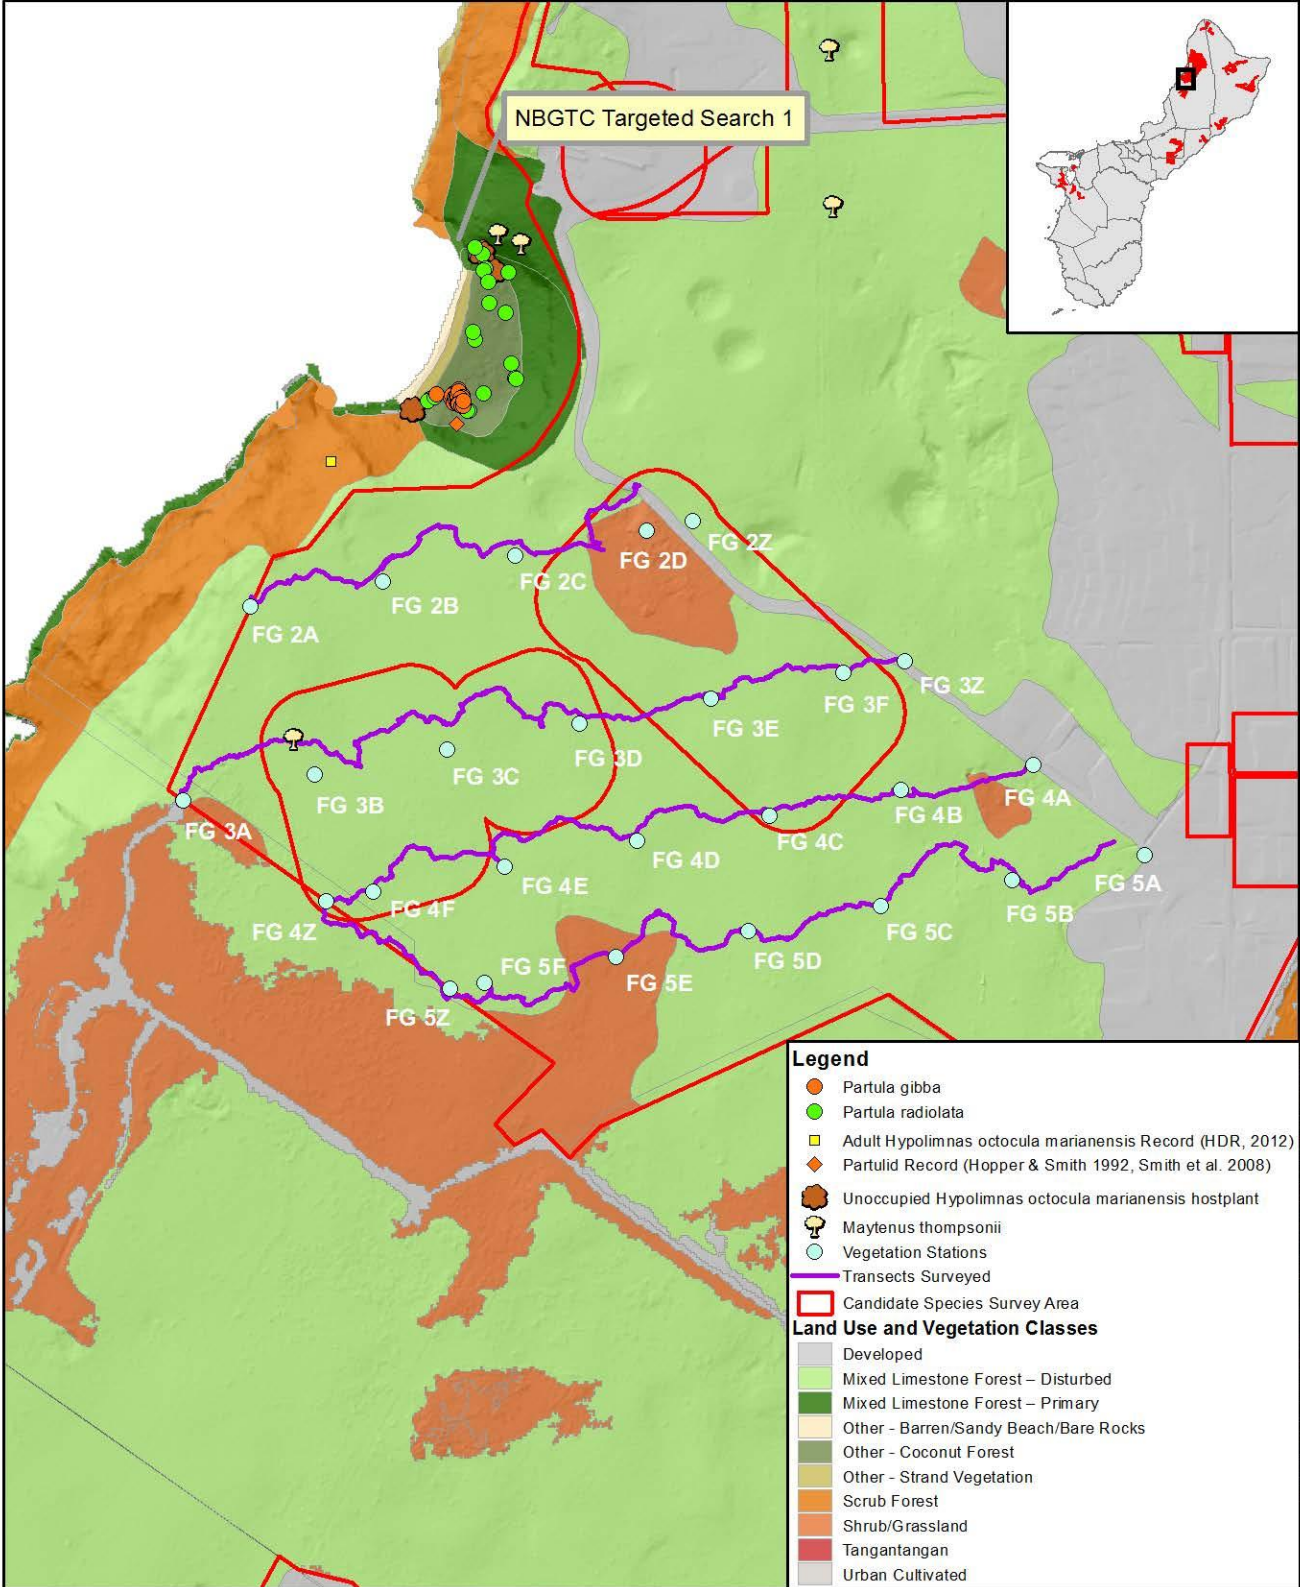 NBGTC Targeted Search 1
FG 2Z
FG 2D
FG 2C
FG 2B
FG 2A
FG 3Z
FG 3F
FG 3E
FG 3D
FG 3C
FG 3B
FG 3A
FG 4A
FG 4B
FG 4C
FG 4D
FG 4E
FG 4F
FG 4Z
FG 5A
FG 5B
FG 5C
FG 5D
FG 5E
FG 5F
FG 5Z
Legend
Partula gibba
Partula radiolata
Adult Hypolimnas octocula marianensis Record (HDR, 2012)
Partulid Record (Hopper & Smith 1992, Smith et al. 2008)
Unoccupied Hypolimnas octocula marianensis hostplant
Maytenus thompsonii
Vegetation Stations
Transects Surveyed
Candidate Species Survey Area
Land Use and Vegetation Classes
Developed
Mixed Limestone Forest – Disturbed
Mixed Limestone Forest – Primary
Other - Barren/Sandy Beach/Bare Rocks
Other - Coconut Forest
Other - Strand Vegetation
Scrub Forest
Shrub/Grassland
Tangantangan
Urban Cultivated